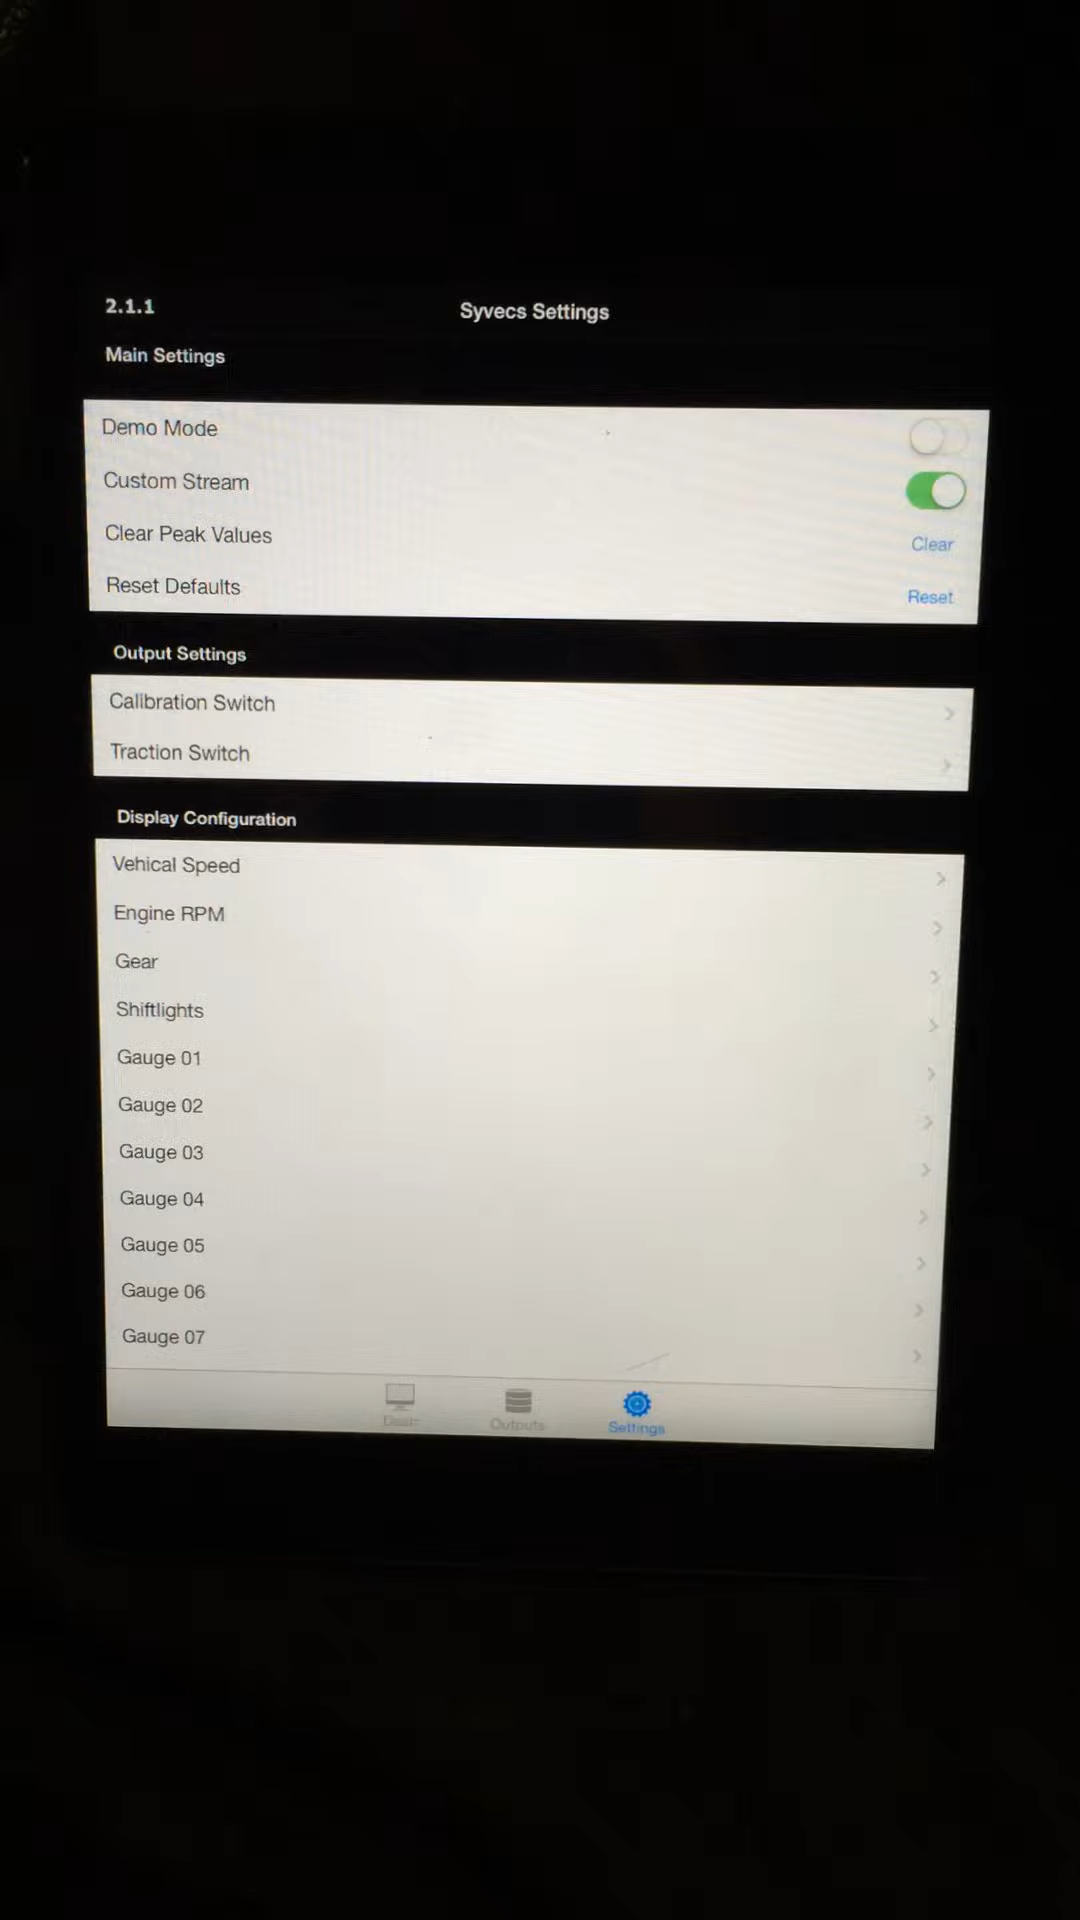 2.1.1
Syvecs Settings
Main Settings
Demo Mode
Custom Stream
Clear Peak Values
Clear
Reset Defaults
Reset
Output Settings
Calibration Switch
Traction Switch
Display Configuration
Vehical Speed
Engine RPM
Gear
Shiftlights
Gauge 01
Gauge 02
Gauge 03
Gauge 04
Gauge 05
Gauge 06
Gauge 07
Outputs
Settings